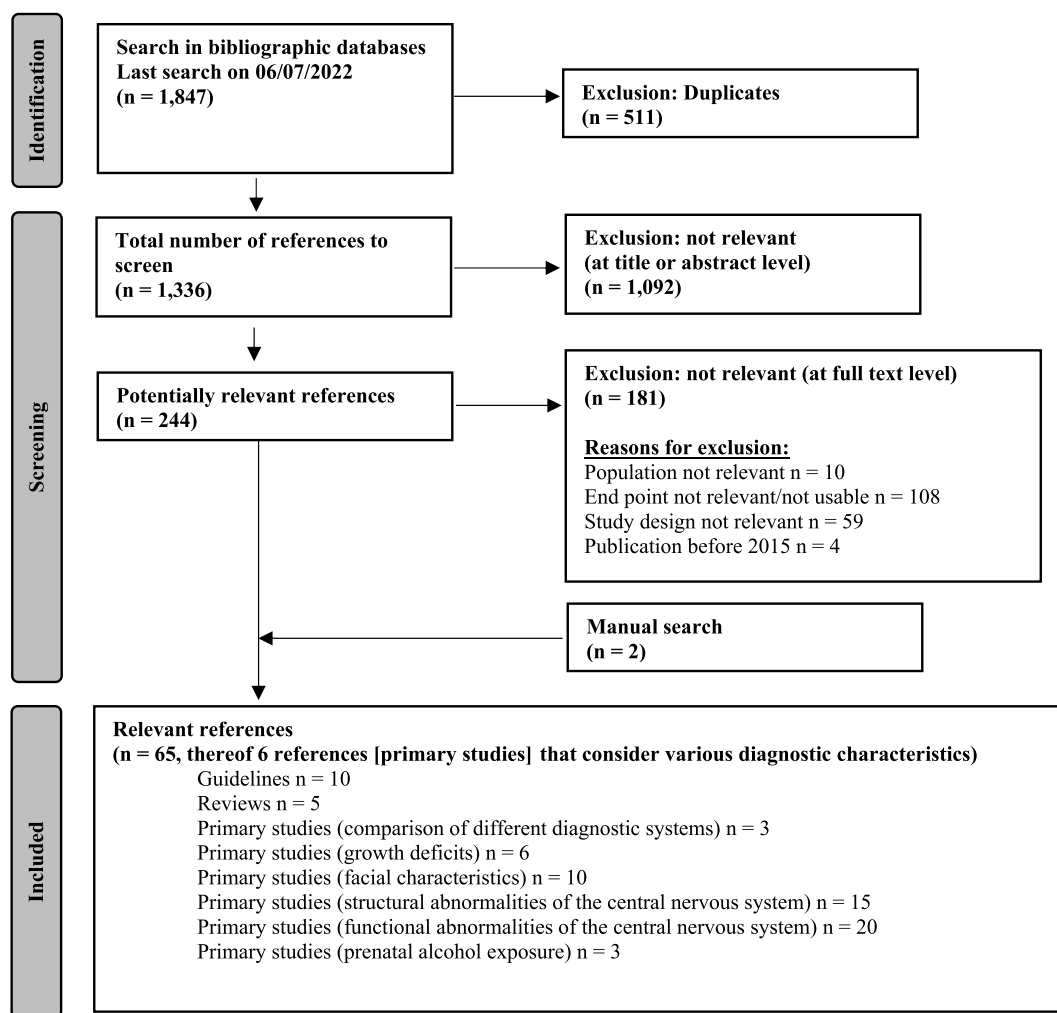 Identification
Search in bibliographic databases
Last search on 06/07/2022
(n = 1,847)
Exclusion: Duplicates
(n = 511)
Screening
Total number of references to
screen
(n = 1,336)
Exclusion: not relevant
(at title or abstract level)
(n = 1,092)
Potentially relevant references
(n = 244)
Exclusion: not relevant (at full text level)
(n = 181)
Reasons for exclusion:
Population not relevant n = 10
End point not relevant/not usable n = 108
Study design not relevant n = 59
Publication before 2015 n = 4
Manual search
(n = 2)
Included
Relevant references
(n = 65, thereof 6 references [primary studies] that consider various diagnostic characteristics)
Guidelines n = 10
Reviews n = 5
Primary studies (comparison of different diagnostic systems) n = 3
Primary studies (growth deficits) n = 6
Primary studies (facial characteristics) n = 10
Primary studies (structural abnormalities of the central nervous system) n = 15
Primary studies (functional abnormalities of the central nervous system) n = 20
Primary studies (prenatal alcohol exposure) n = 3